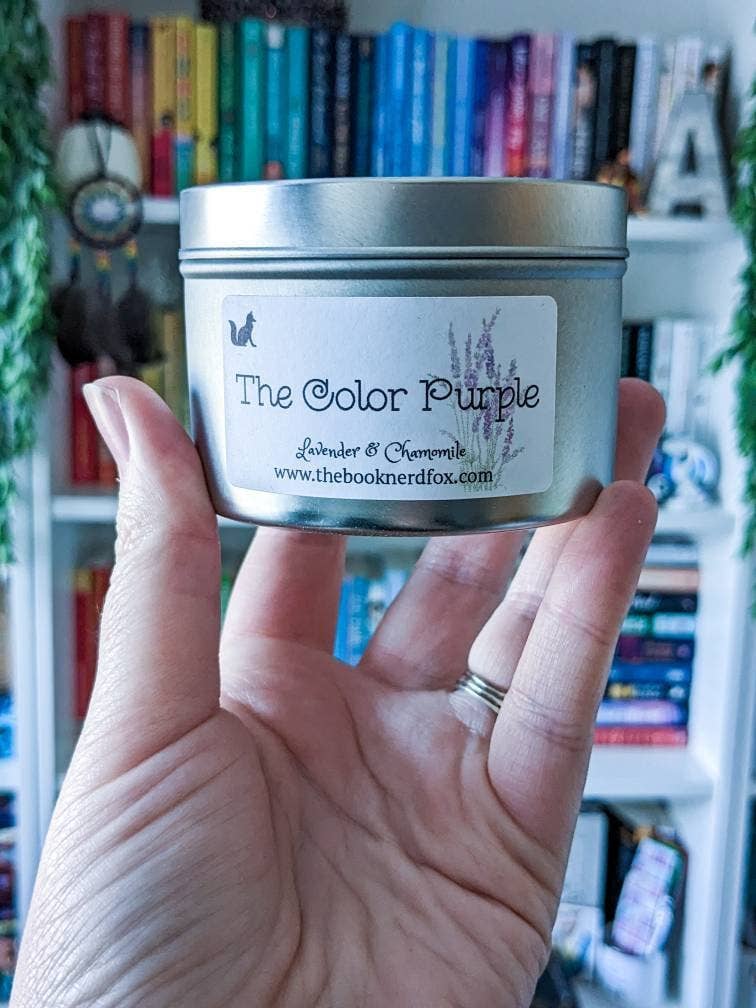 A
The Color Purple
Lavender & Chamomile
www.thebooknerdfox.com